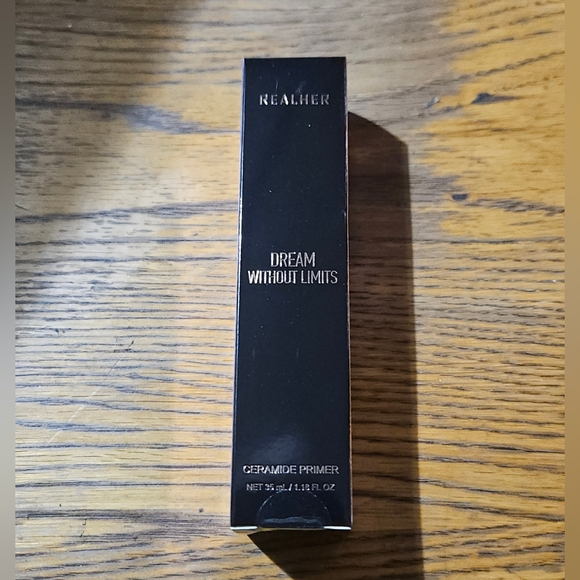 REALHER
DREAM
WITHOUT LIMITS
CERAMIDE PRIMER
NET 35 mL / 1.18 FL OZ